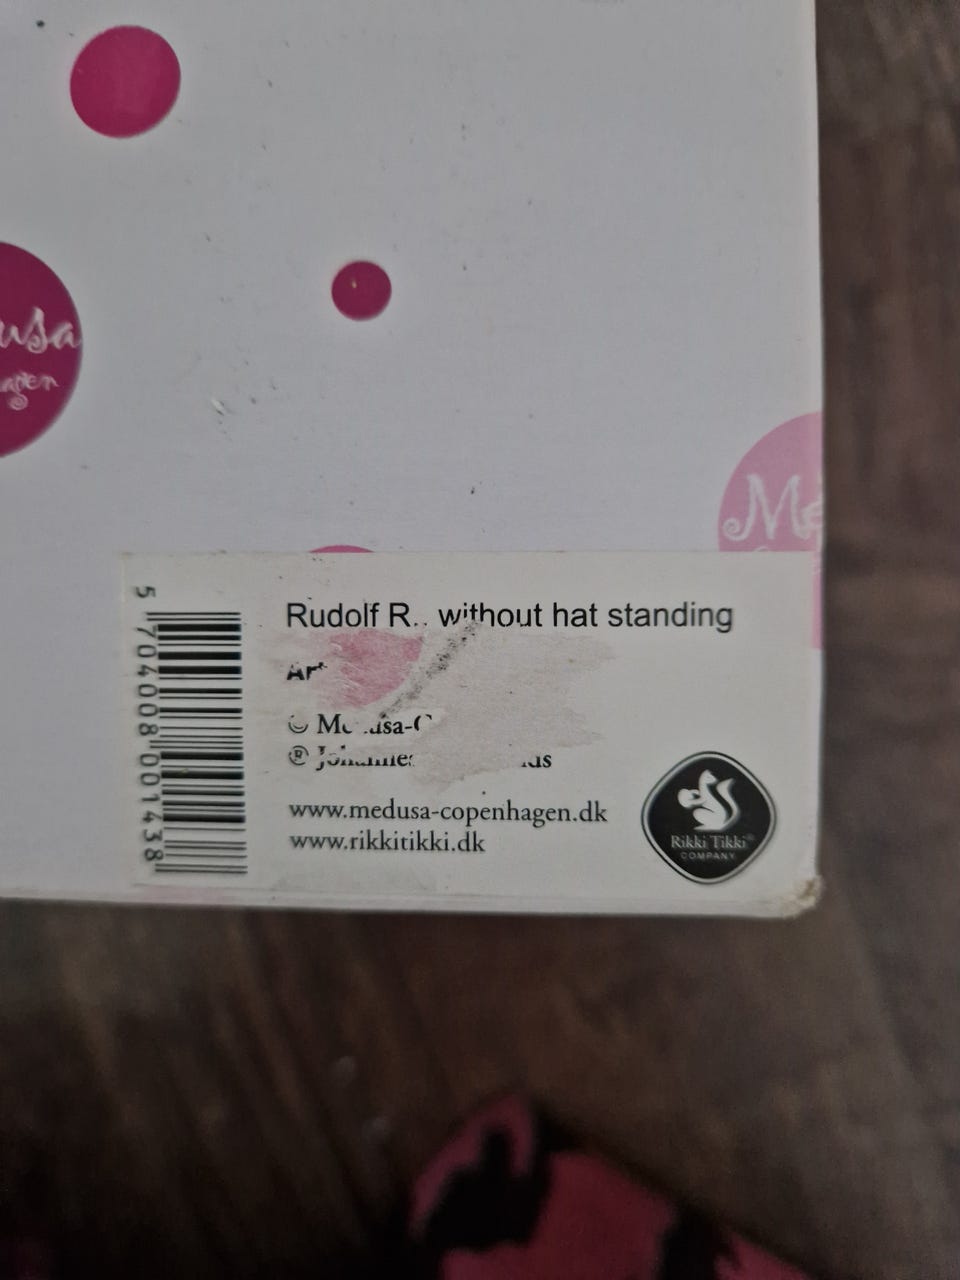 usa
agen
Me
Rudolf R.. without hat standing
www.medusa-copenhagen.dk
www.rikkitikki.dk
Rikki Tikki®
COMPANY
5 704008 001438